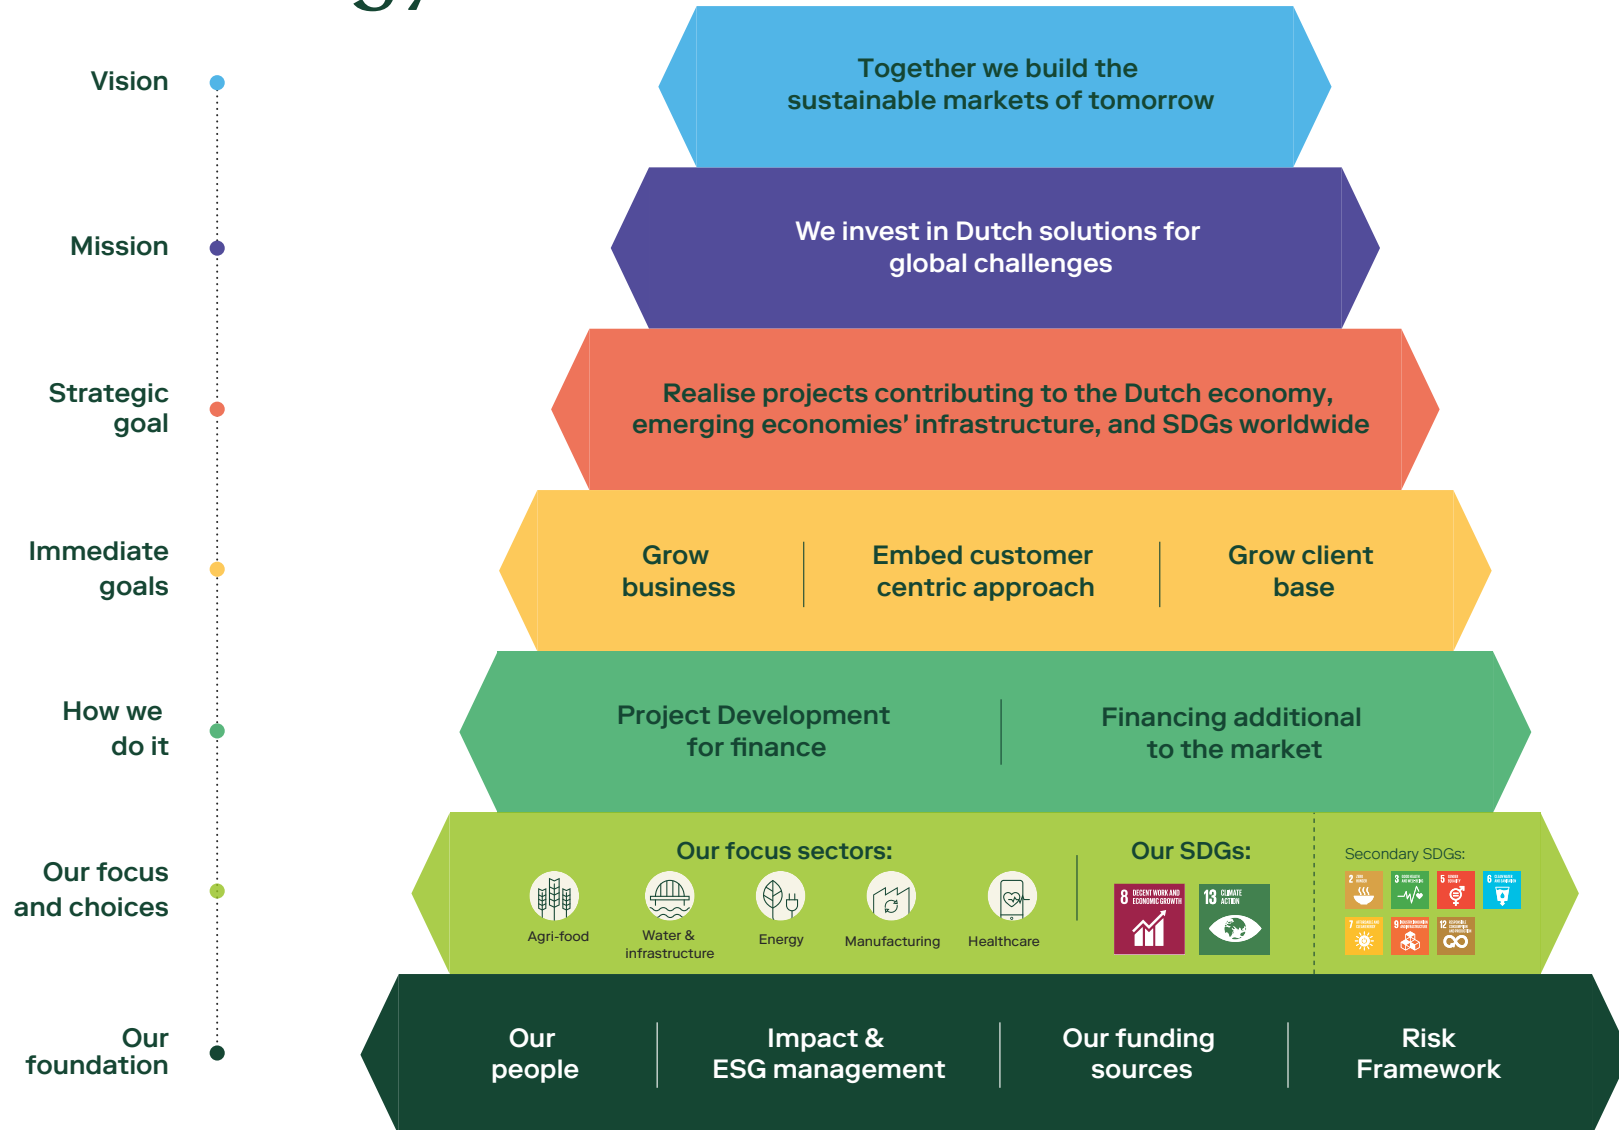 Vision
Together we build the
sustainable markets of tomorrow
Mission
We invest in Dutch solutions for
global challenges
Strategic
goal
Realise projects contributing to the Dutch economy,
emerging economies' infrastructure, and SDGs worldwide
Immediate
goals
Grow
business
Embed customer
centric approach
Grow client
base
How we
do it
Project Development
for finance
Financing additional
to the market
Our focus
and choices
Our focus sectors:
Agri-food
Water &
infrastructure
Energy
Manufacturing
Healthcare
Our SDGs:
8 DECENT WORK AND
ECONOMIC GROWTH
13 CLIMATE
ACTION
Secondary SDGs:
2
3
5
6
7
9
12
Our
foundation
Our
people
Impact &
ESG management
Our funding
sources
Risk
Framework